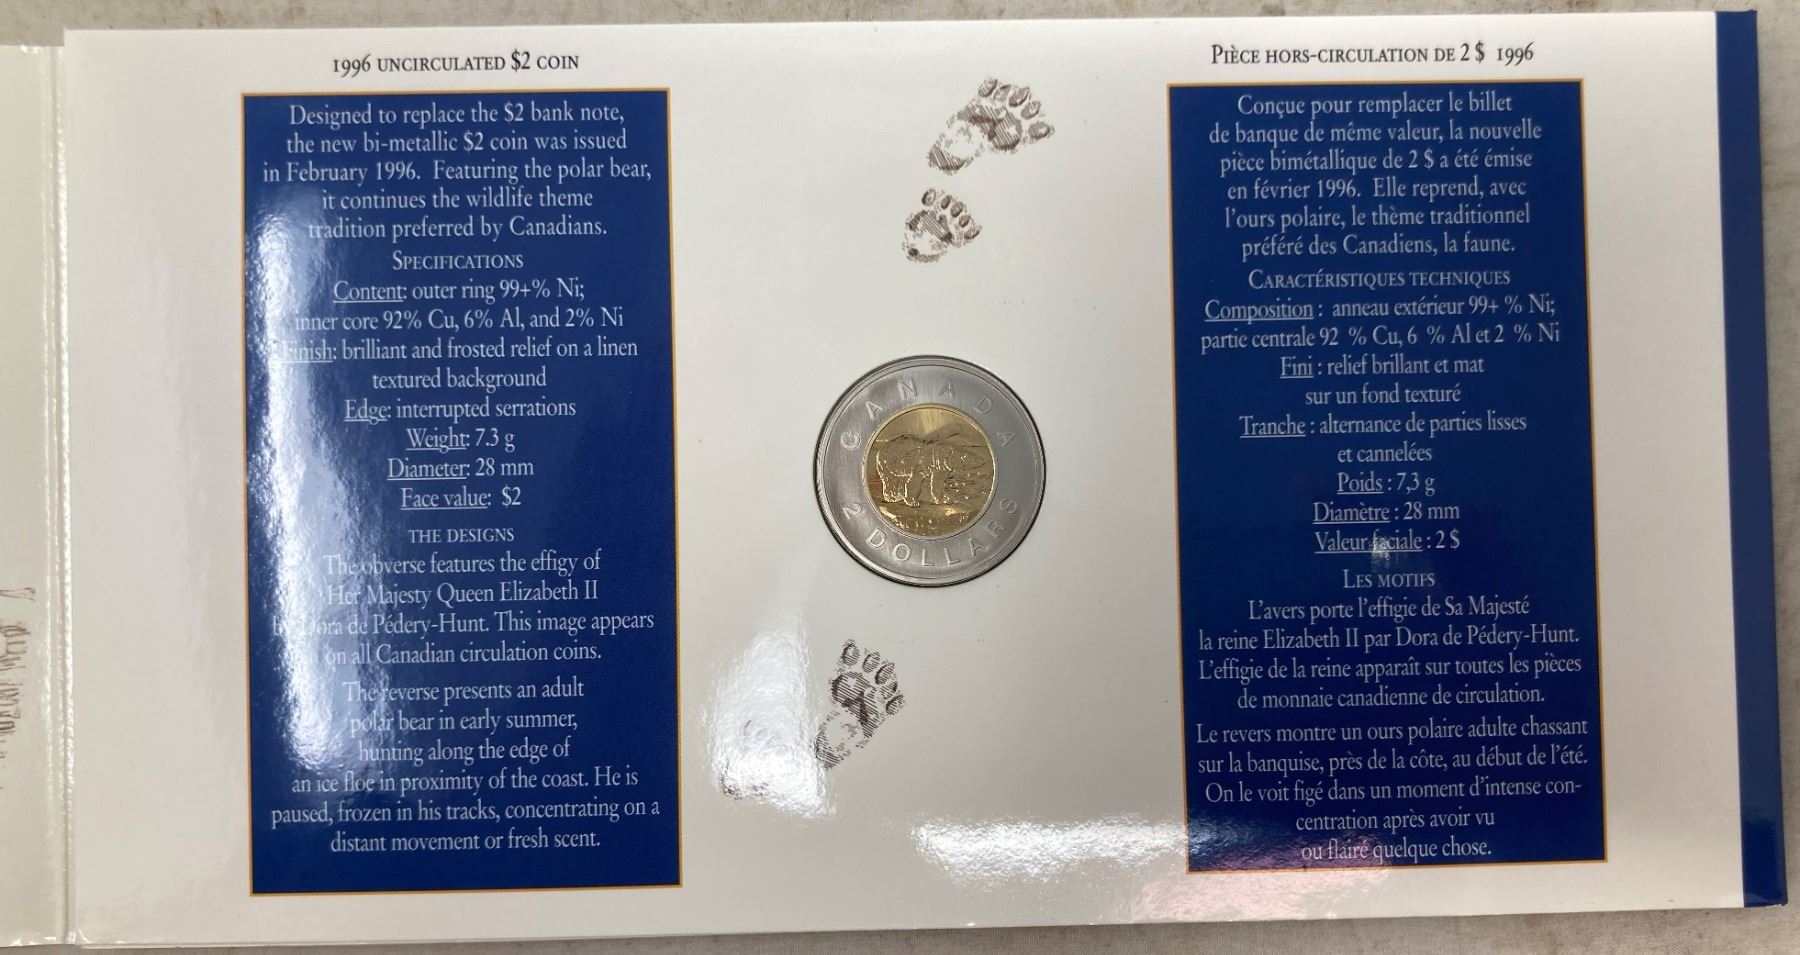 1996 UNCIRCULATED $2 COIN
Designed to replace the $2 bank note,
the new bi-metallic $2 coin was issued
in February 1996. Featuring the polar bear,
it continues the wildlife theme
tradition preferred by Canadians.
SPECIFICATIONS
Content: outer ring 99+% Ni;
inner core 92% Cu, 6% Al, and 2% Ni
Finish: brilliant and frosted relief on a linen
textured background
Edge: interrupted serrations
Weight: 7.3 g
Diameter: 28 mm
Face value: $2
THE DESIGNS
The obverse features the effigy of
Her Majesty Queen Elizabeth II
by Dora de Pédery-Hunt. This image appears
on all Canadian circulation coins.
The reverse presents an adult
polar bear in early summer,
hunting along the edge of
an ice floe in proximity of the coast. He is
paused, frozen in his tracks, concentrating on a
distant movement or fresh scent.
CANADA
2 DOLLARS
PIÈCE HORS-CIRCULATION DE 2 $ 1996
Conçue pour remplacer le billet
de banque de même valeur, la nouvelle
pièce bimétallique de 2 $ a été émise
en février 1996. Elle reprend, avec
l'ours polaire, le thème traditionnel
préféré des Canadiens, la faune.
CARACTÉRISTIQUES TECHNIQUES
Composition : anneau extérieur 99+ % Ni;
partie centrale 92 % Cu, 6 % Al et 2 % Ni
Fini : relief brillant et mat
sur un fond texturé
Tranche : alternance de parties lisses
et cannelées
Poids : 7,3 g
Diamètre : 28 mm
Valeur faciale : 2 $
LES MOTIFS
L'avers porte l'effigie de Sa Majesté
la reine Elizabeth II par Dora de Pédery-Hunt.
L'effigie de la reine apparaît sur toutes les pièces
de monnaie canadienne de circulation.
Le revers montre un ours polaire adulte chassant
sur la banquise, près de la côte, au début de l'été.
On le voit figé dans un moment d'intense con-
centration après avoir vu
ou flairé quelque chose.